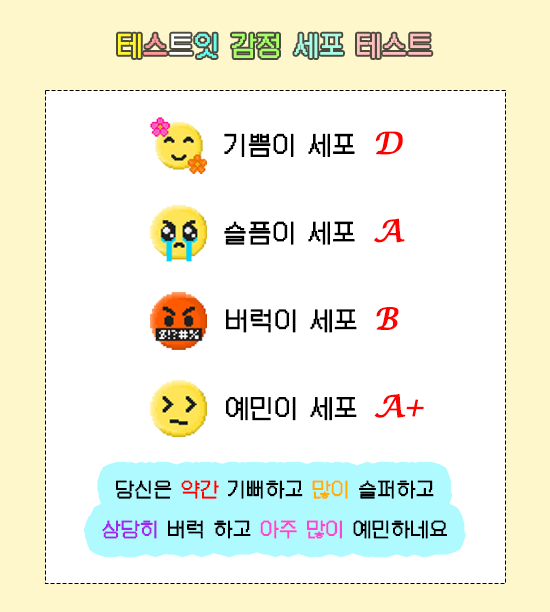 테스트잇 감정 세포 테스트
기쁨이 세포 D
슬픔이 세포 A
버럭이 세포 B
$!?#%
예민이 세포 A+
당신은 약간 기뻐하고 많이 슬퍼하고
상당히 버럭 하고 아주 많이 예민하네요